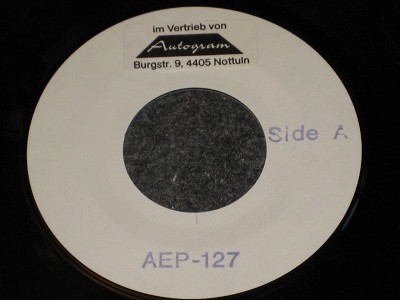 im Vertrieb von
Autogram
Burgstr. 9, 4405 Nottuln
Side A
AEP-127